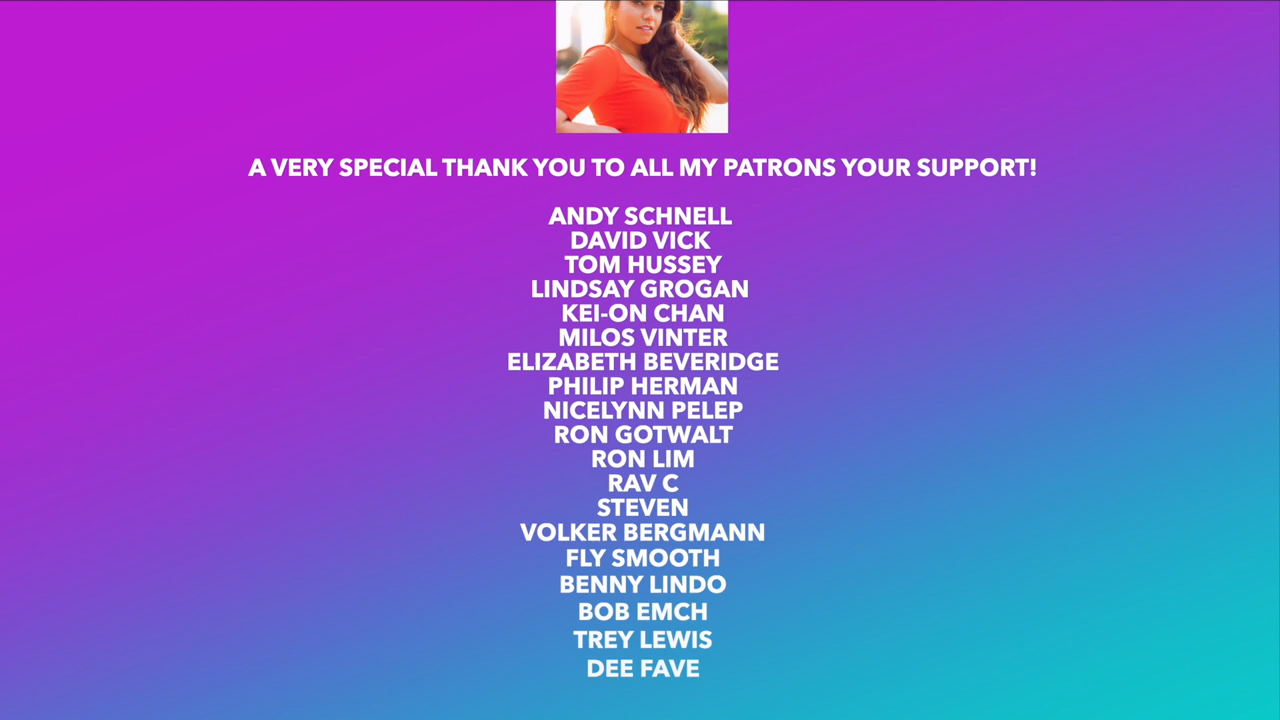 A VERY SPECIAL THANK YOU TO ALL MY PATRONS YOUR SUPPORT!
ANDY SCHNELL
DAVID VICK
TOM HUSSEY
LINDSAY GROGAN
KEI-ON CHAN
MILOS VINTER
ELIZABETH BEVERIDGE
PHILIP HERMAN
NICELYNN PELEP
RON GOTWALT
RON LIM
RAV C
STEVEN
VOLKER BERGMANN
FLY SMOOTH
BENNY LINDO
BOB EMCH
TREY LEWIS
DEE FAVE